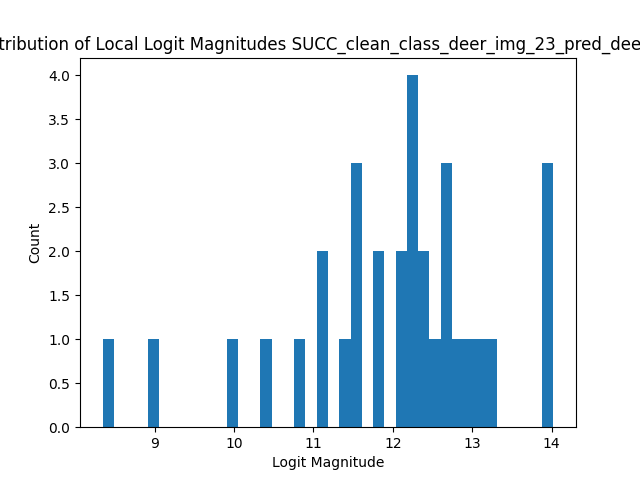 tribution of Local Logit Magnitudes SUCC_clean_class_deer_img_23_pred_dee
4.0
3.5
3.0
2.5
2.0
1.5
1.0
0.5
0.0
Count
9 10 11 12 13 14
Logit Magnitude